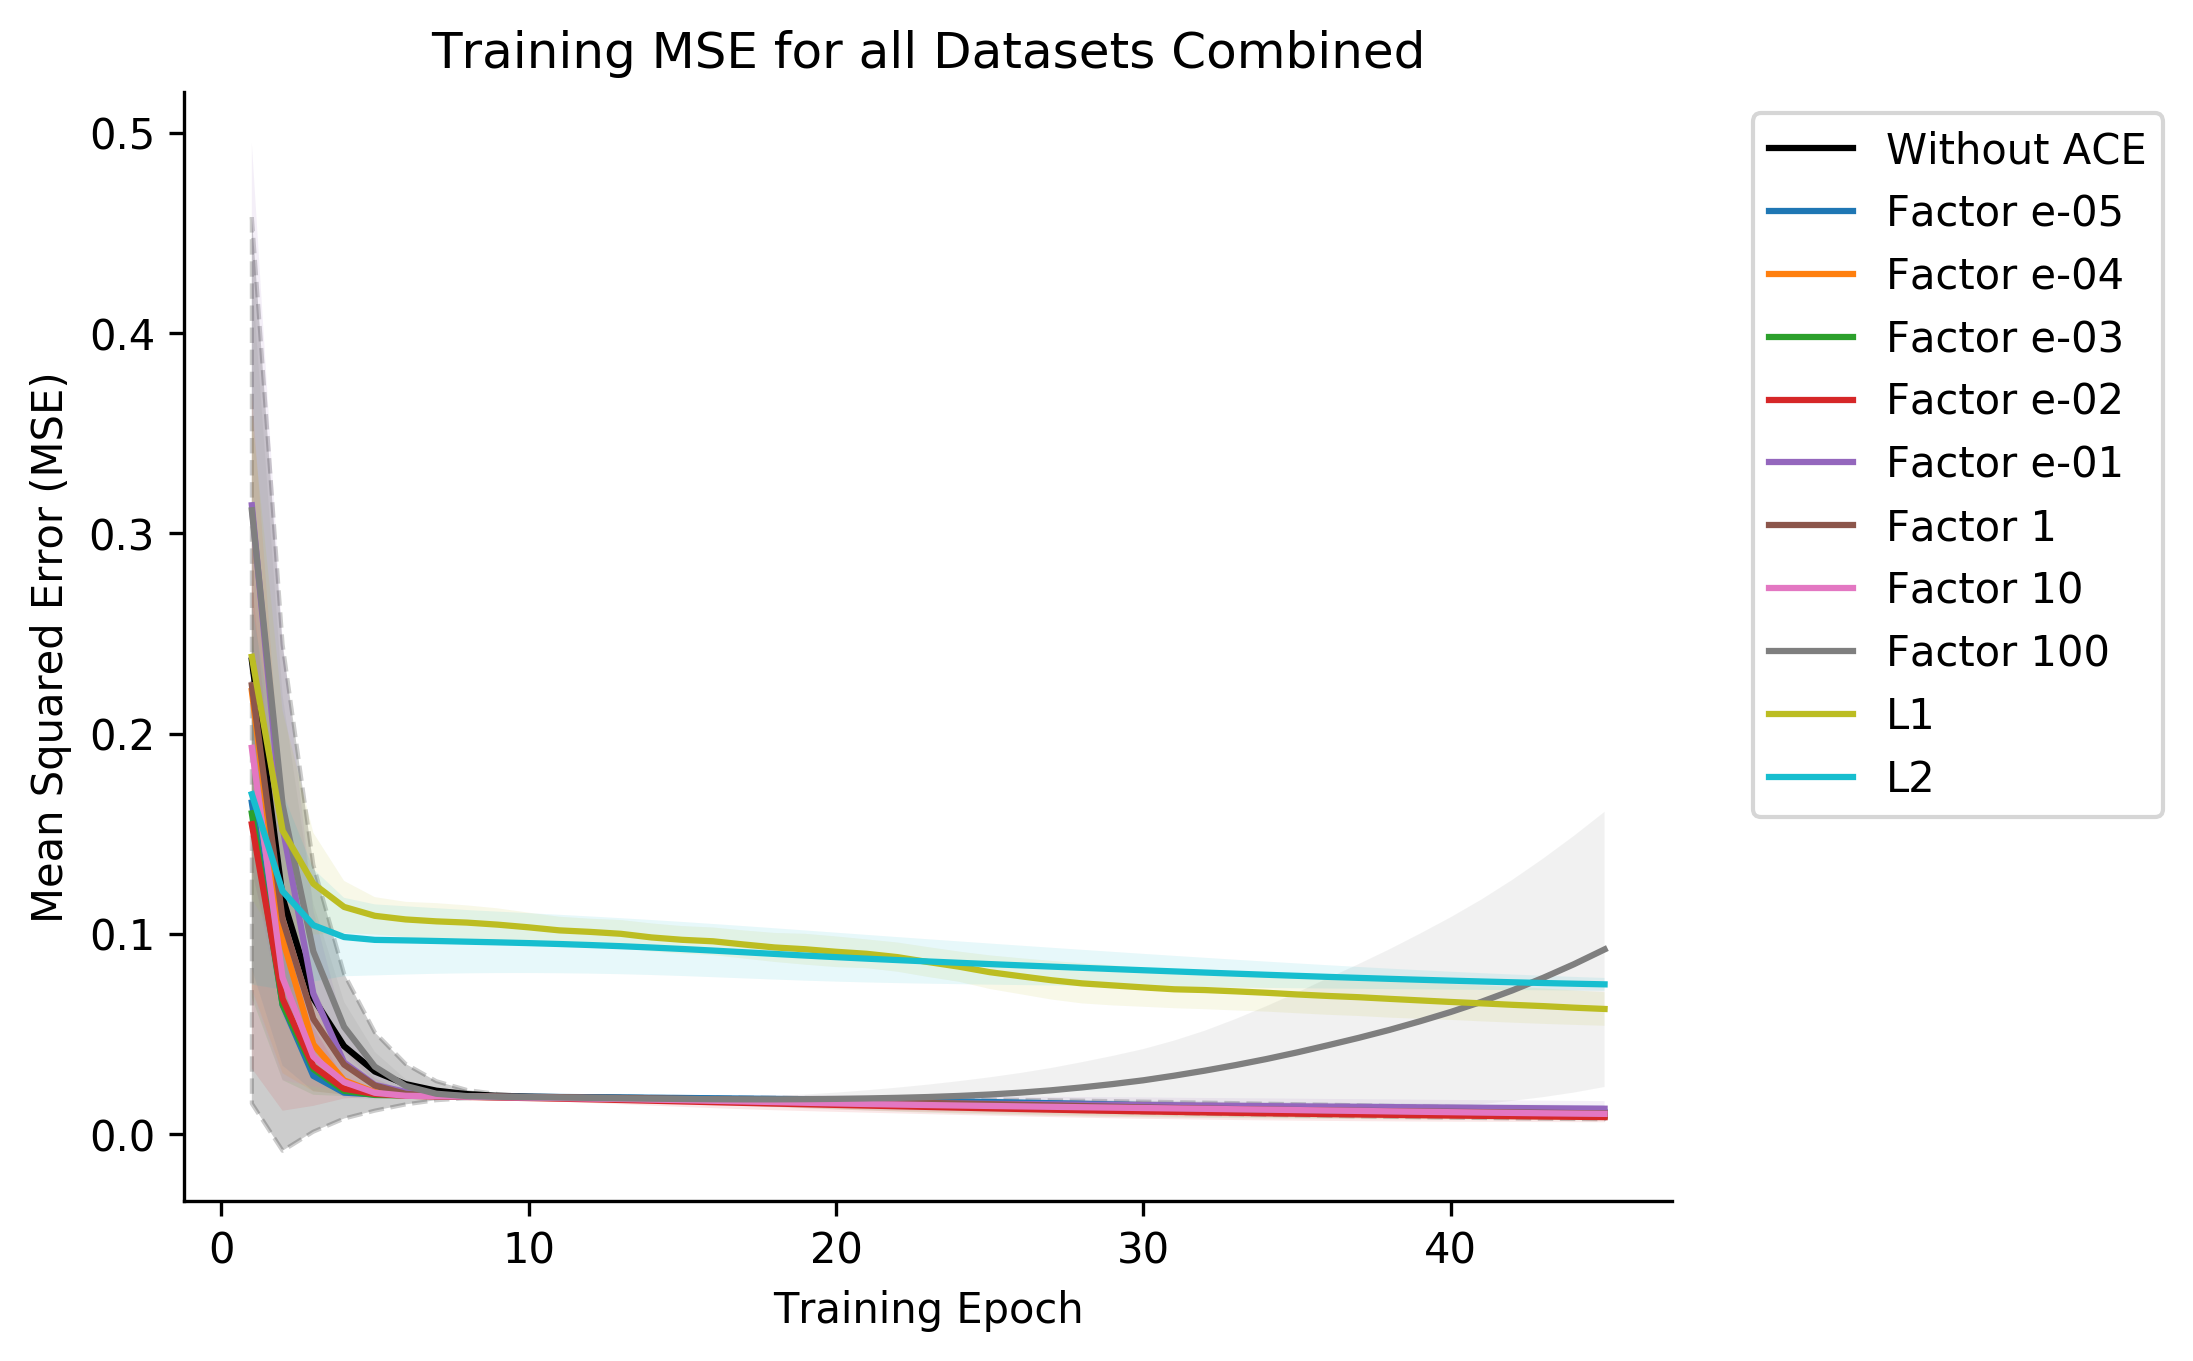 Training MSE for all Datasets Combined
Mean Squared Error (MSE)
0.5
0.4
0.3
0.2
0.1
0.0
0
10
20
30
40
Training Epoch
Without ACE
Factor e-05
Factor e-04
Factor e-03
Factor e-02
Factor e-01
Factor 1
Factor 10
Factor 100
L1
L2